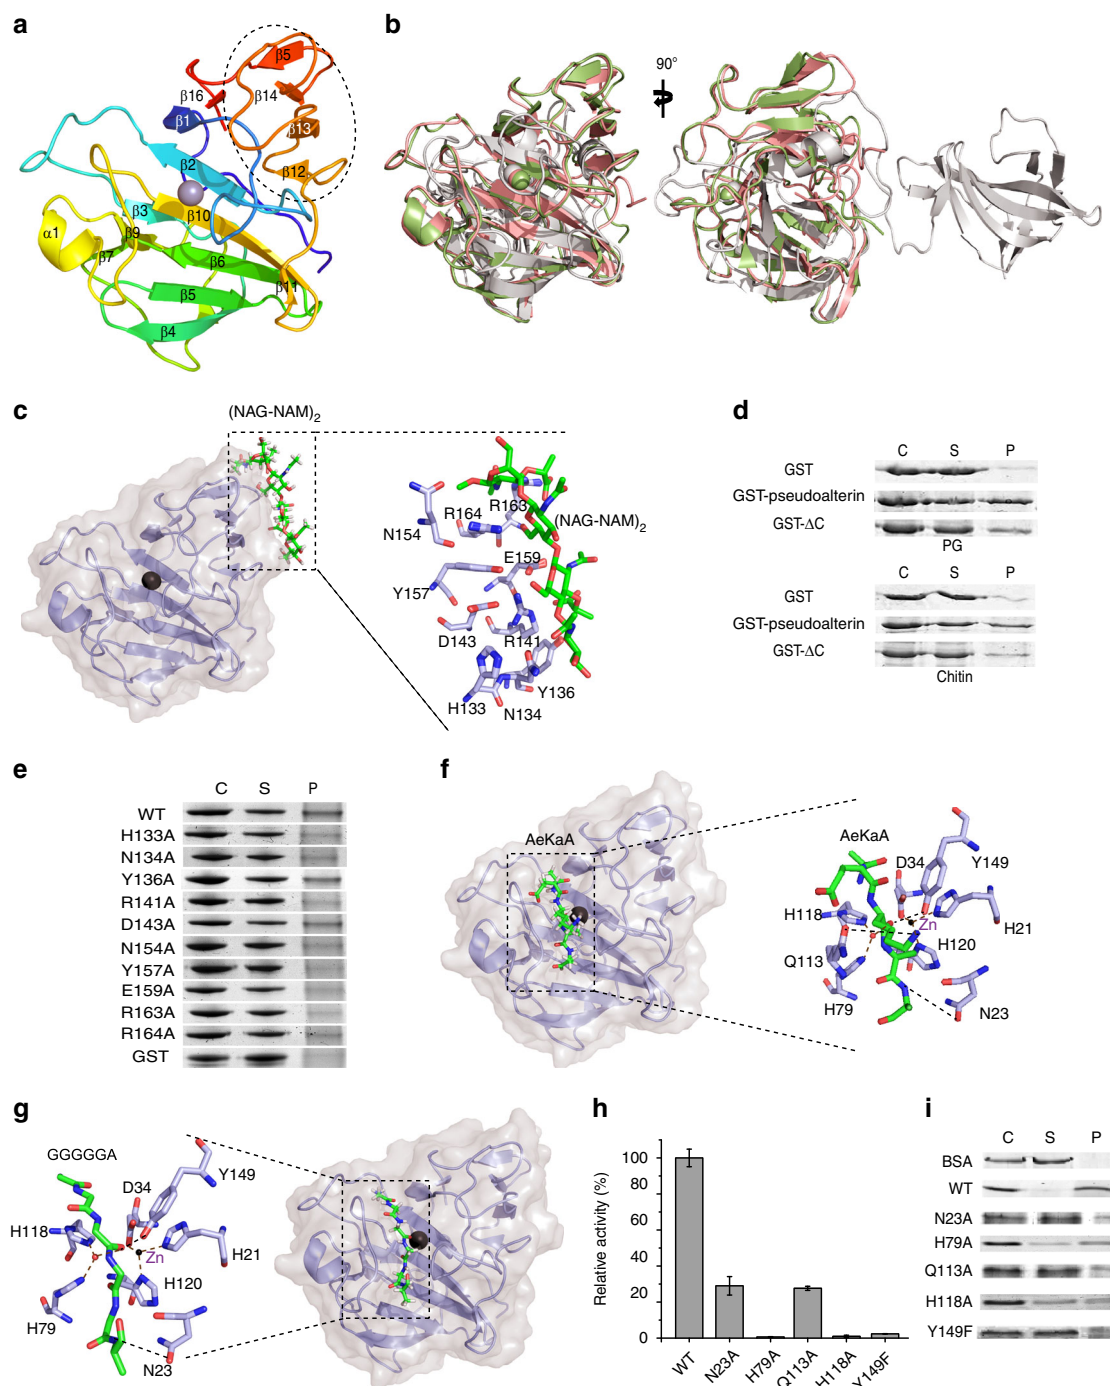 a
β5
β14
β16
β1
β13
β12
β2
β3
β10
α1
β9
β7
β6
β11
β5
β4
b
90°
c
(NAG-NAM)2
R163
R164
(NAG-NAM)2
N154
E159
Y157
D143
R141
Y136
H133
N134
d
C S P
GST
GST-pseudoalterin
GST-ΔC
PG
GST
GST-pseudoalterin
GST-ΔC
Chitin
e
C S P
WT
H133A
N134A
Y136A
R141A
D143A
N154A
Y157A
E159A
R163A
R164A
GST
f
AeKaA
AeKaA
D34
Y149
H118
Zn
H21
H120
Q113
H79
N23
g
GGGGGA
Y149
D34
H118
Zn
H21
H120
H79
N23
h
Relative activity (%)
100
80
60
40
20
0
WT
N23A
H79A
Q113A
H118A
Y149F
i
C S P
BSA
WT
N23A
H79A
Q113A
H118A
Y149F